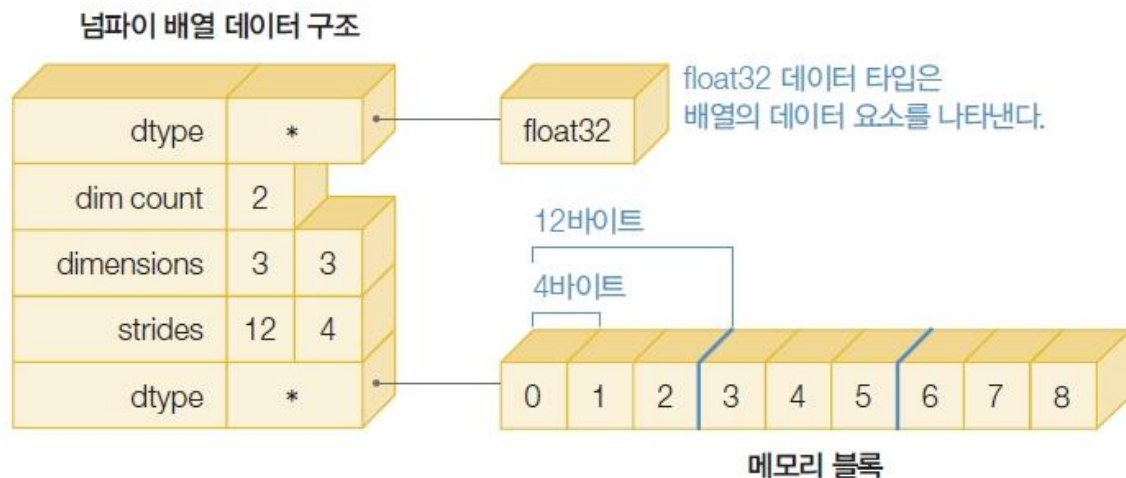 넘파이 배열 데이터 구조
dtype *
float32
float32 데이터 타입은
배열의 데이터 요소를 나타낸다.
dim count 2
dimensions 3 3
strides 12 4
dtype *
12바이트
4바이트
0 1 2 3 4 5 6 7 8
메모리 블록